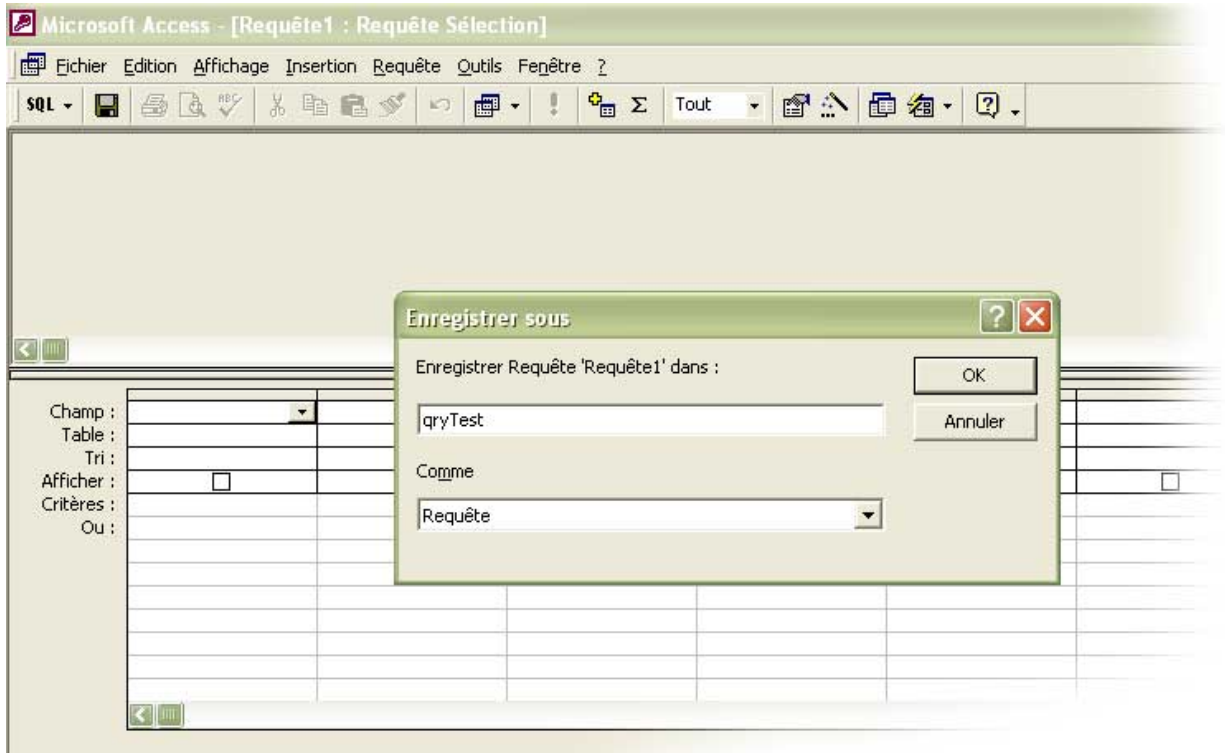 Microsoft Access - [Requête1 : Requête Sélection]
Fichier Edition Affichage Insertion Requête Outils Fenêtre ?
SQL ABC Σ Tout
Enregistrer sous
Enregistrer Requête 'Requête1' dans :
OK
qryTest
Annuler
Comme
Requête
Champ :
Table :
Tri :
Afficher :
Critères :
Ou :